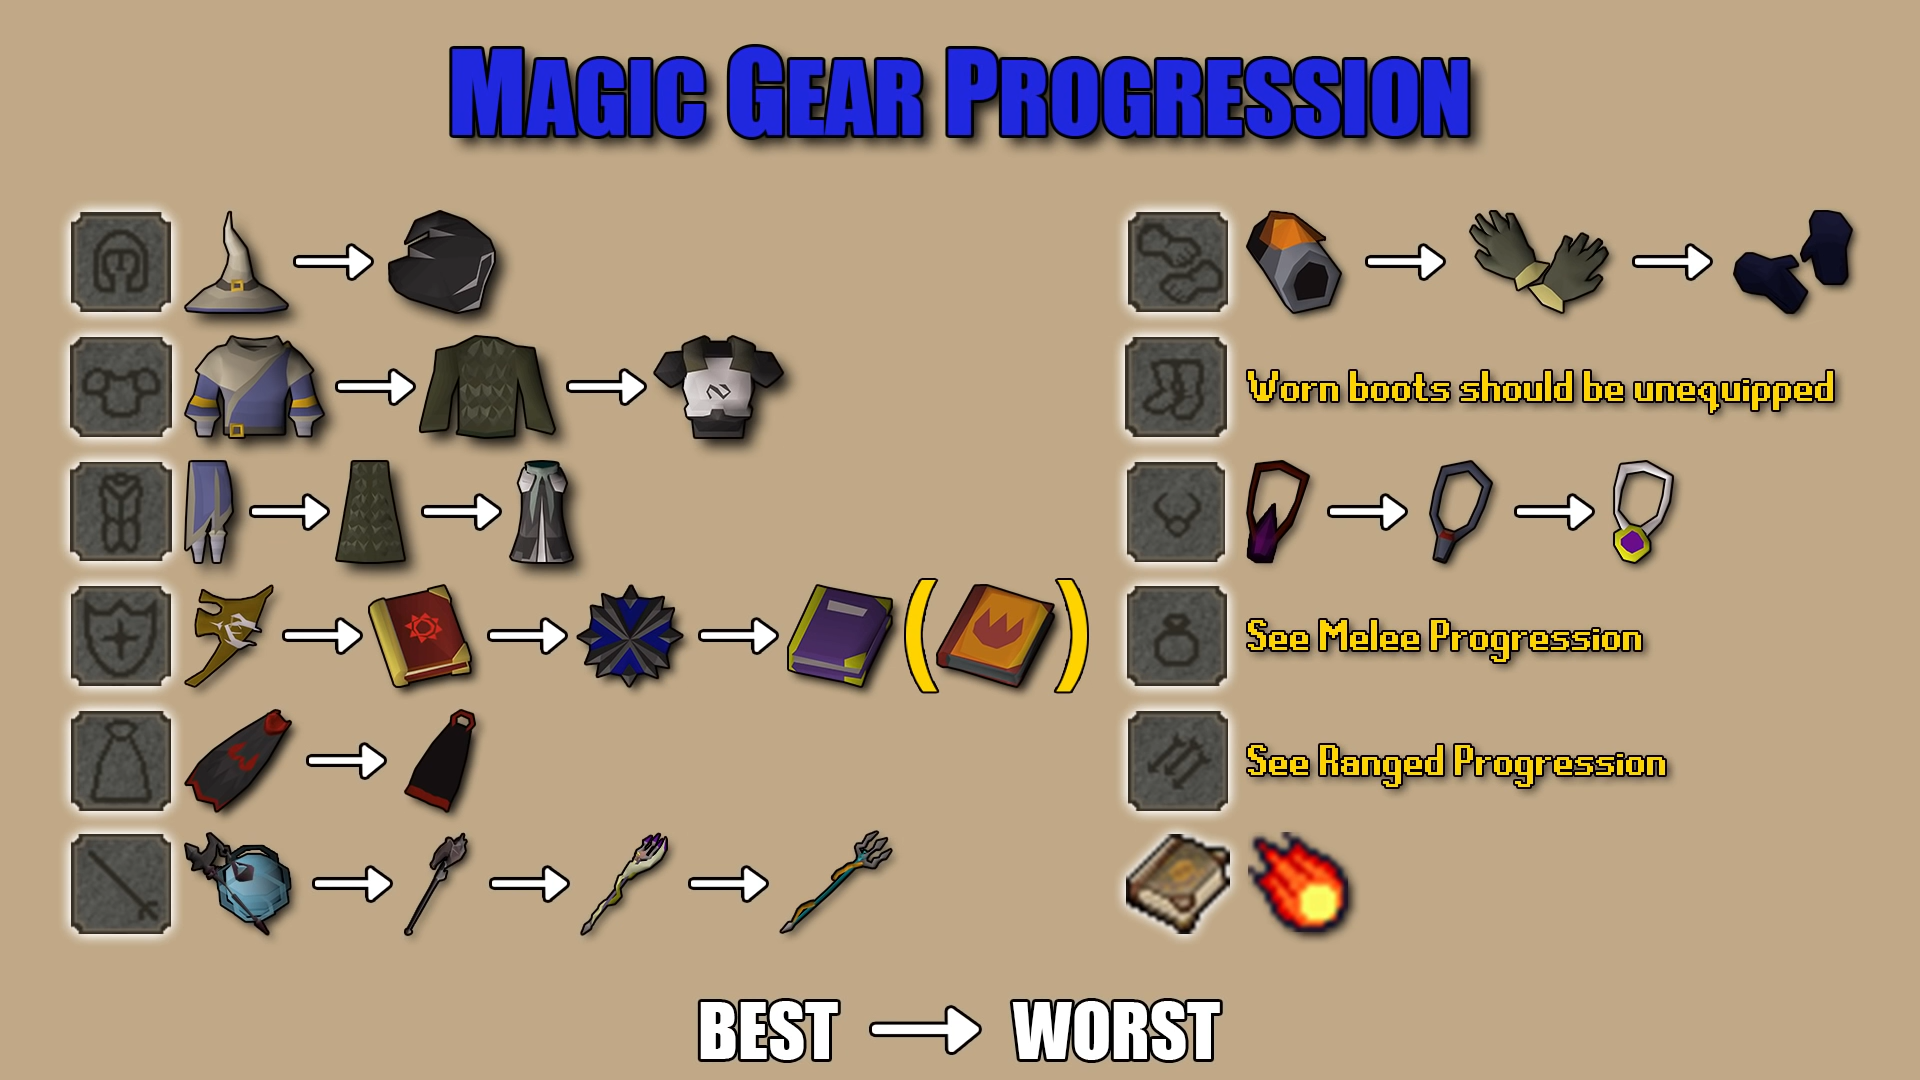 Magic Gear Progression
Worn boots should be unequipped
See Melee Progression
See Ranged Progression
BEST WORST